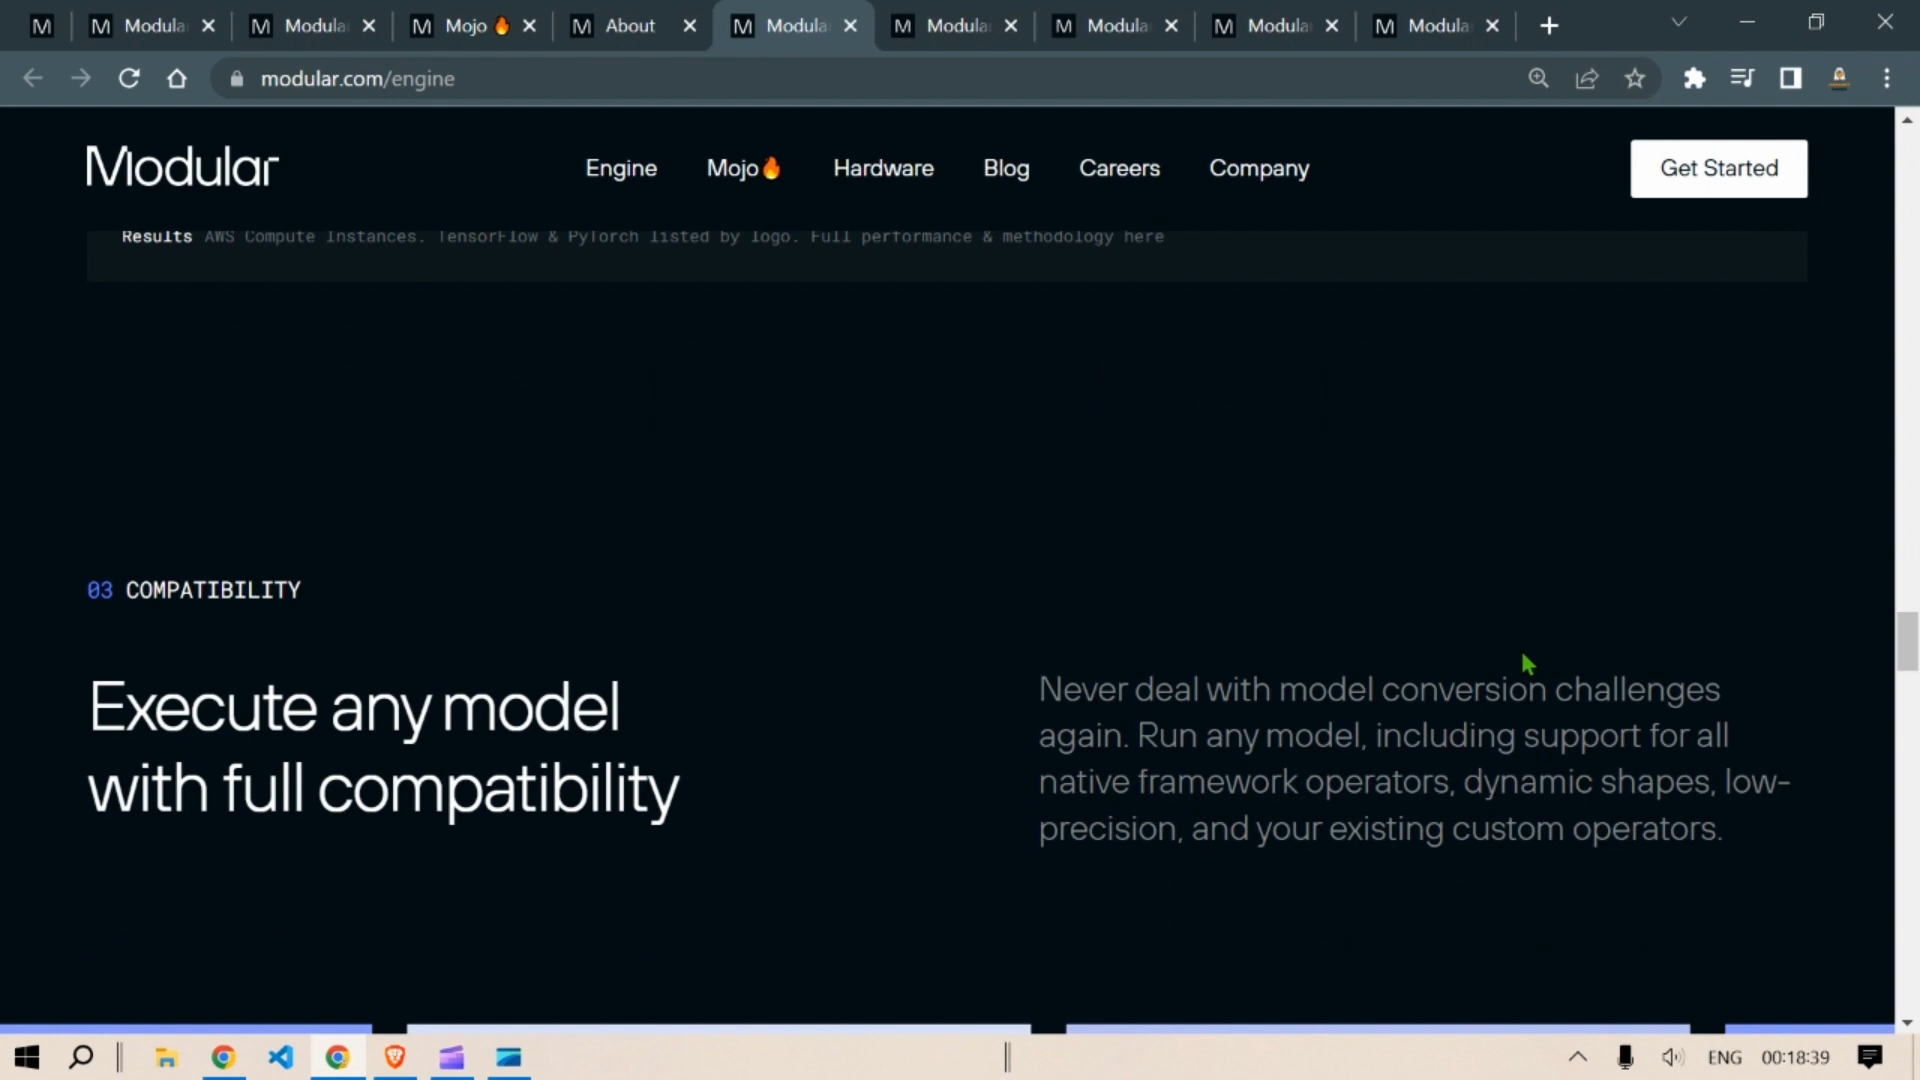 M
M Modula
M Modula
M Mojo 🔥
M About
M Modula
M Modula
M Modula
M Modula
M Modula
modular.com/engine
Modular
Engine
Mojo🔥
Hardware
Blog
Careers
Company
Get Started
Results AWS Compute Instances. TensorFlow & PyTorch listed by logo. Full performance & methodology here
03 COMPATIBILITY
Execute any model
with full compatibility
Never deal with model conversion challenges
again. Run any model, including support for all
native framework operators, dynamic shapes, low-
precision, and your existing custom operators.
ENG
00:18:39